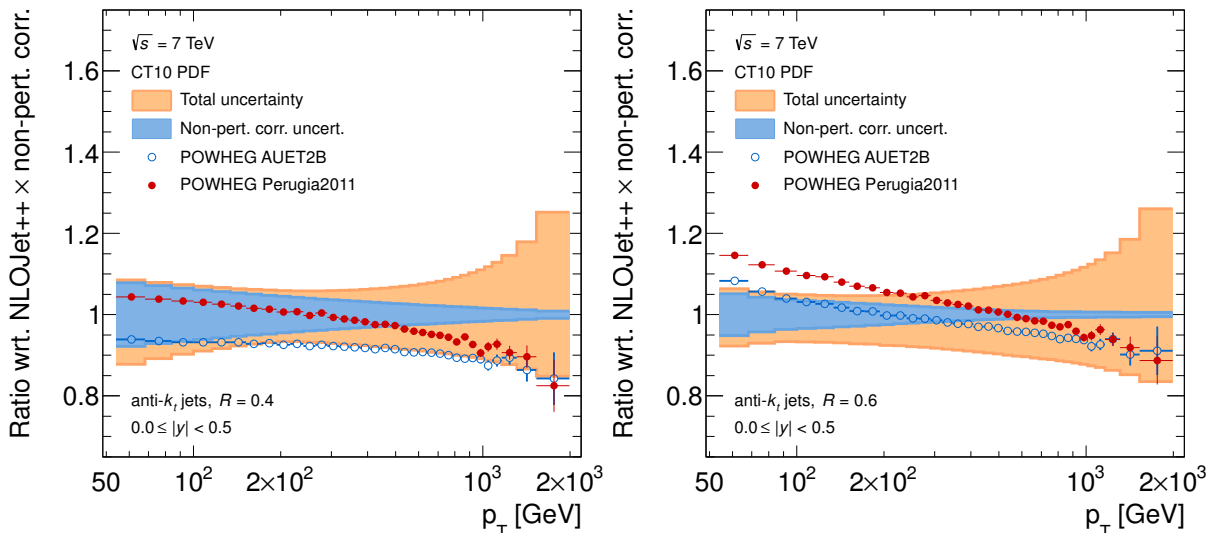 Ratio wrt. NLOJet++ × non-pert. corr.
1.6
1.4
1.2
1
0.8
√s = 7 TeV
CT10 PDF
Total uncertainty
Non-pert. corr. uncert.
POWHEG AUET2B
POWHEG Perugia2011
anti-kt jets, R = 0.4
0.0 ≤ |y| < 0.5
50 10² 2×10² 10³ 2×10³
pT [GeV]
Ratio wrt. NLOJet++ × non-pert. corr.
1.6
1.4
1.2
1
0.8
√s = 7 TeV
CT10 PDF
Total uncertainty
Non-pert. corr. uncert.
POWHEG AUET2B
POWHEG Perugia2011
anti-kt jets, R = 0.6
0.0 ≤ |y| < 0.5
50 10² 2×10² 10³ 2×10³
pT [GeV]